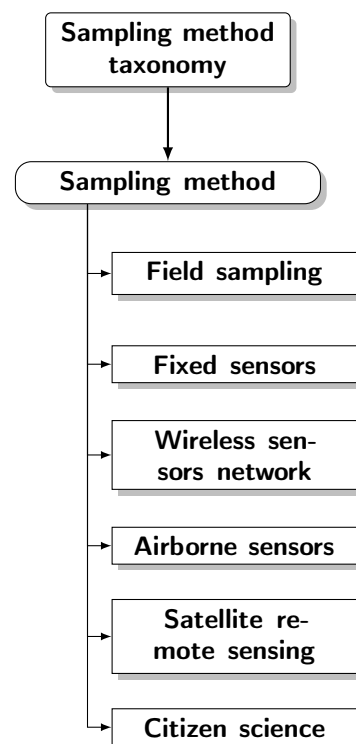 Sampling method
taxonomy
Sampling method
Field sampling
Fixed sensors
Wireless sen-
sors network
Airborne sensors
Satellite re-
mote sensing
Citizen science